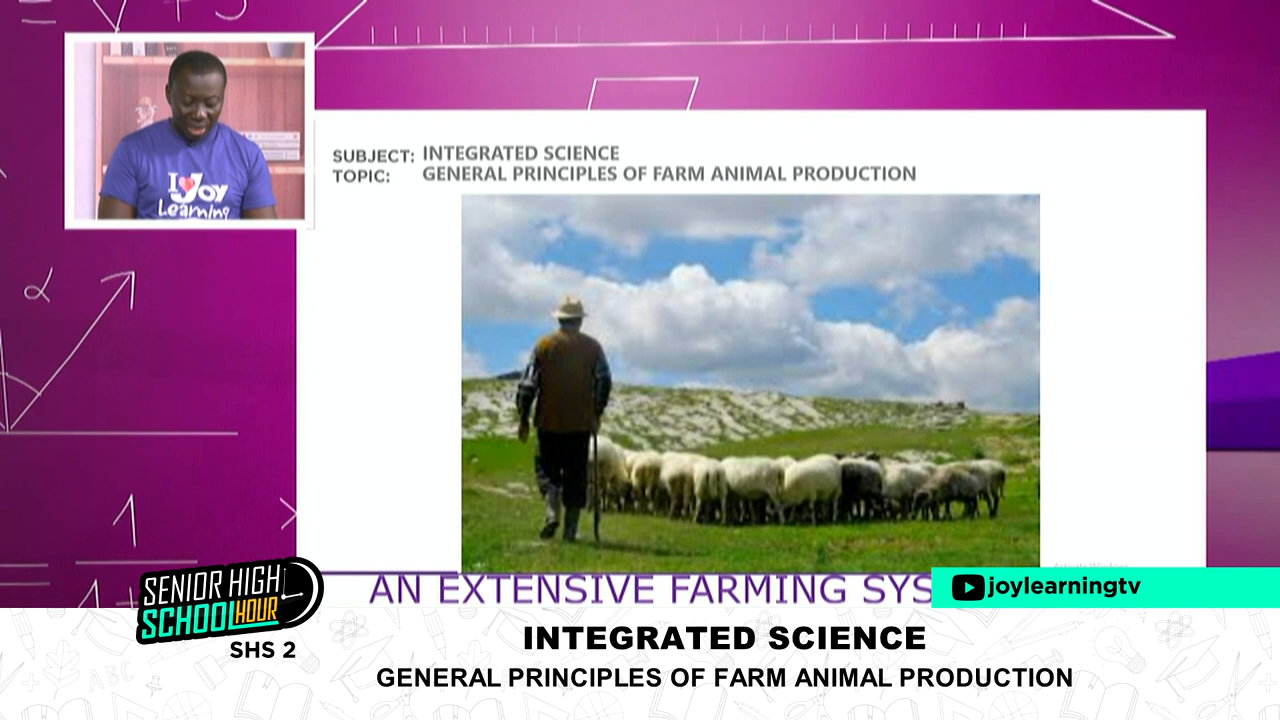 I ❤ Joy
Learning
SUBJECT: INTEGRATED SCIENCE
TOPIC: GENERAL PRINCIPLES OF FARM ANIMAL PRODUCTION
α
1
AN EXTENSIVE FARMING SYS
joylearningtv
SENIOR HIGH
SCHOOL HOUR
SHS 2
INTEGRATED SCIENCE
GENERAL PRINCIPLES OF FARM ANIMAL PRODUCTION